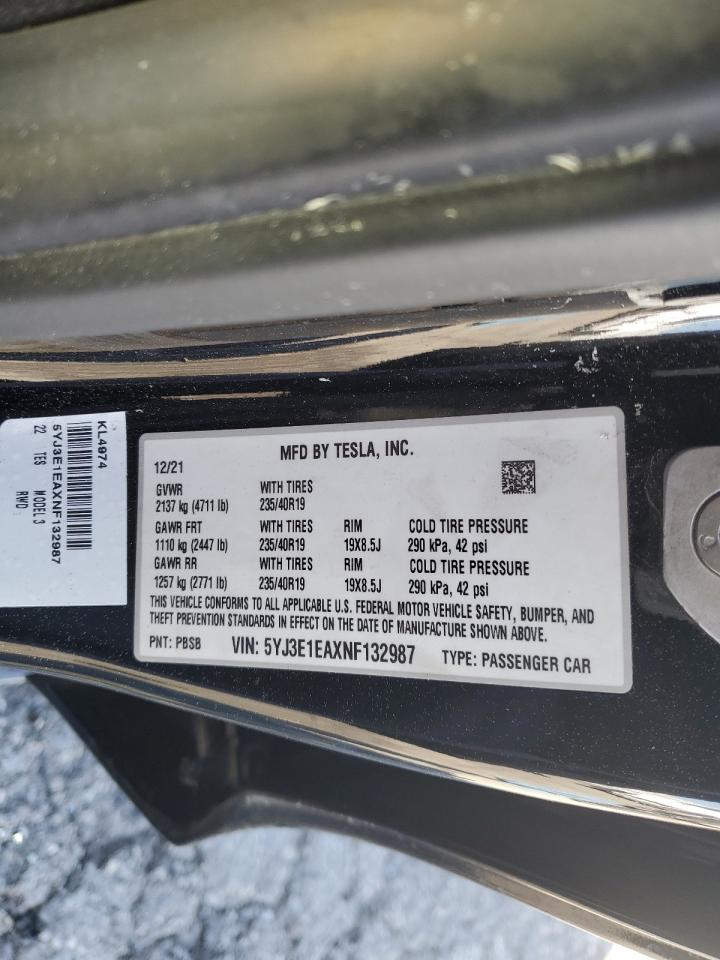 KL4974
5YJ3E1EAXNF132987
22 TES MODEL 3
RWD
MFD BY TESLA, INC.
12/21
GVWR WITH TIRES
2137 kg (4711 lb) 235/40R19
GAWR FRT WITH TIRES RIM COLD TIRE PRESSURE
1110 kg (2447 lb) 235/40R19 19X8.5J 290 kPa, 42 psi
GAWR RR WITH TIRES RIM COLD TIRE PRESSURE
1257 kg (2771 lb) 235/40R19 19X8.5J 290 kPa, 42 psi
THIS VEHICLE CONFORMS TO ALL APPLICABLE U.S. FEDERAL MOTOR VEHICLE SAFETY, BUMPER, AND
THEFT PREVENTION STANDARDS IN EFFECT ON THE DATE OF MANUFACTURE SHOWN ABOVE.
PNT: PBSB VIN: 5YJ3E1EAXNF132987 TYPE: PASSENGER CAR